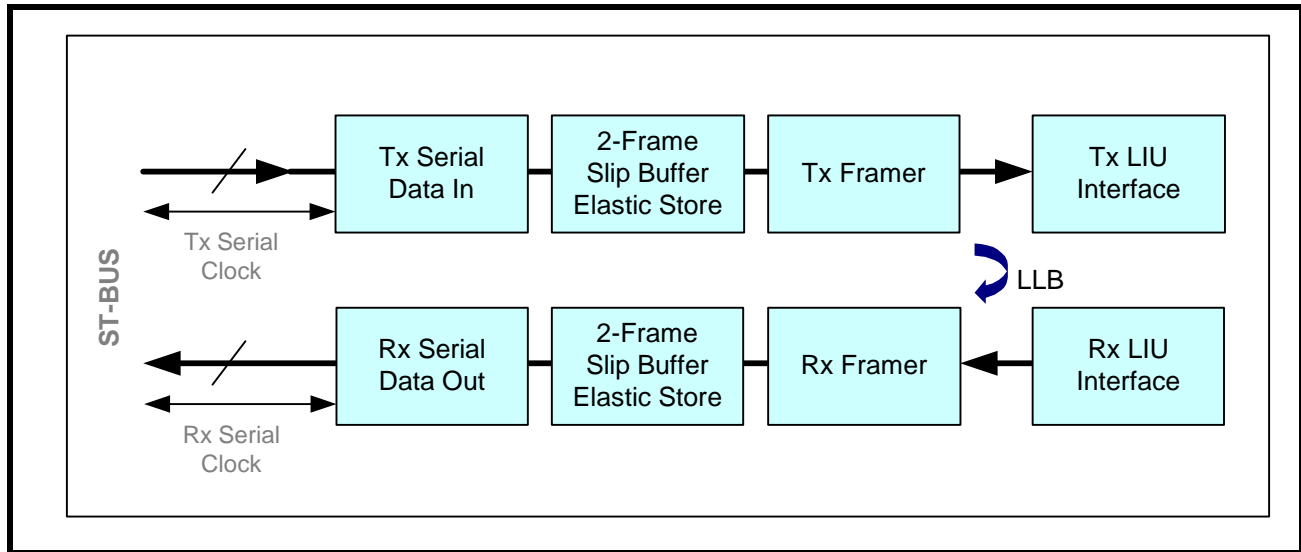 Tx Serial
Data In
2-Frame
Slip Buffer
Elastic Store
Tx Framer
Tx LIU
Interface
Tx Serial
Clock
ST-BUS
LLB
Rx Serial
Data Out
2-Frame
Slip Buffer
Elastic Store
Rx Framer
Rx LIU
Interface
Rx Serial
Clock